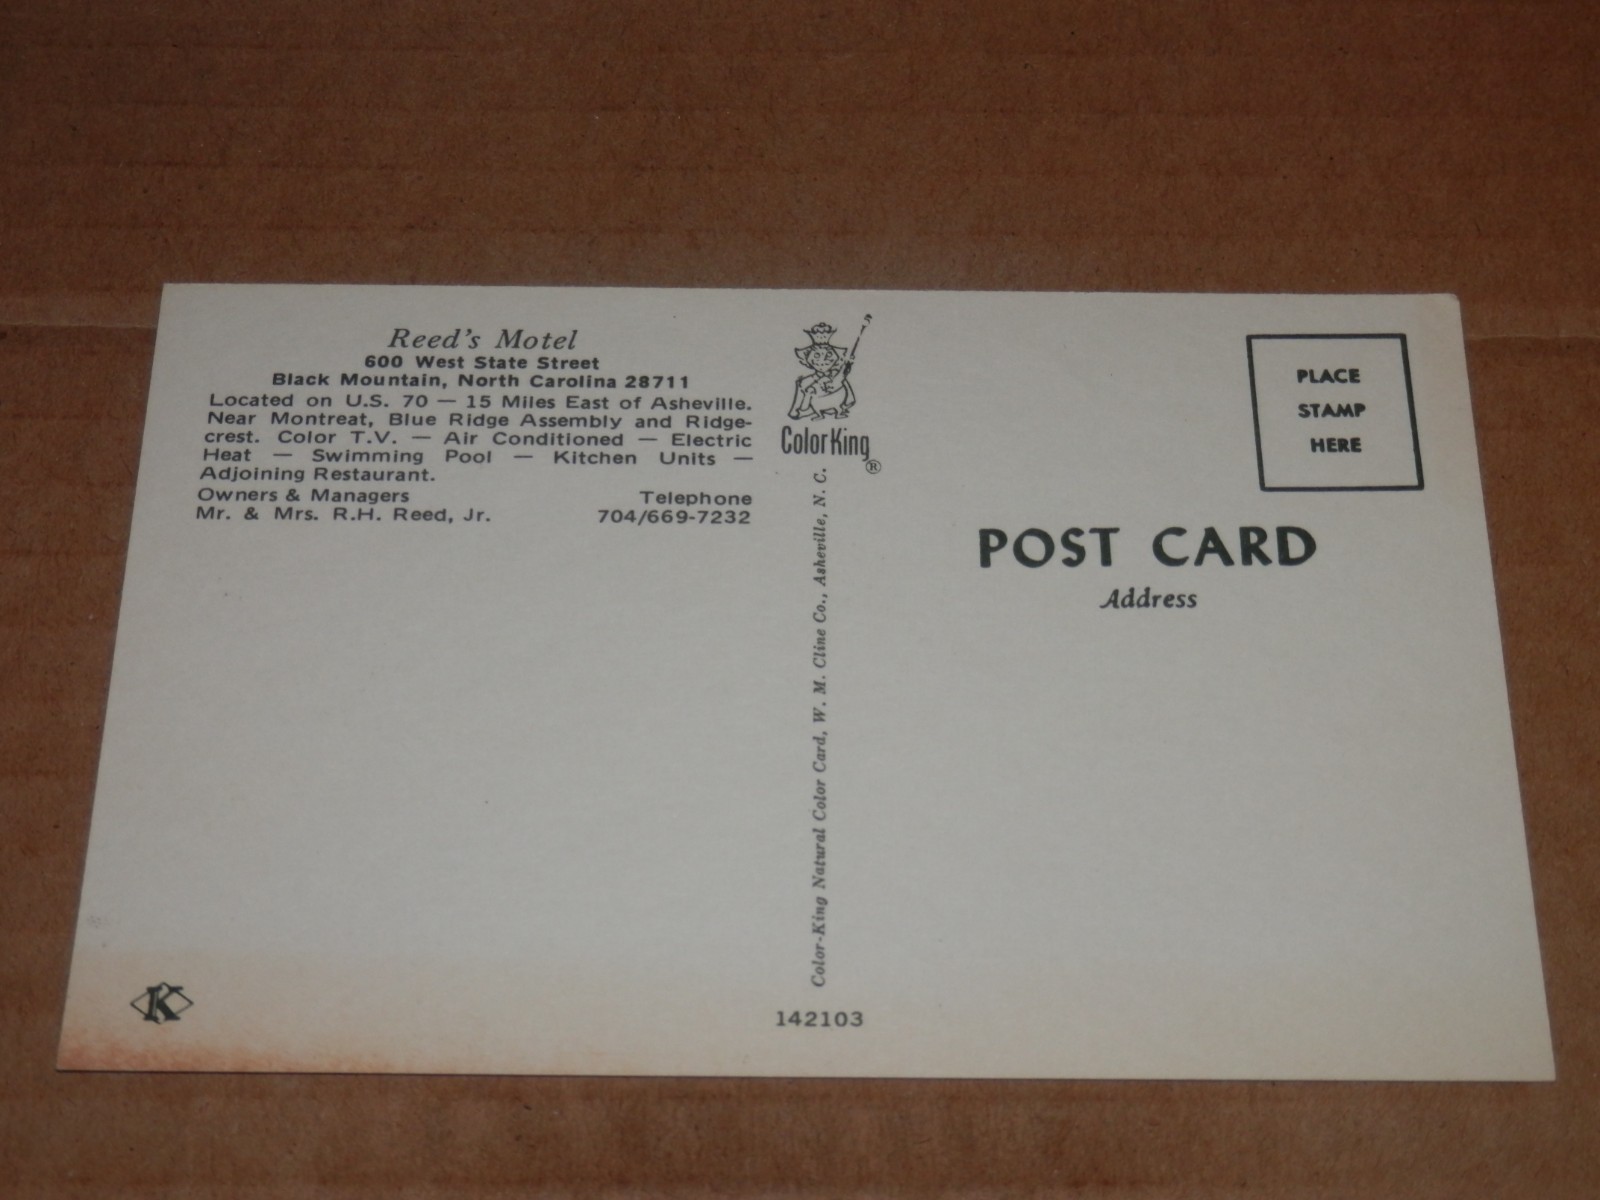 Reed's Motel
600 West State Street
Black Mountain, North Carolina 28711
Located on U.S. 70 — 15 Miles East of Asheville.
Near Montreat, Blue Ridge Assembly and Ridge-
crest. Color T.V. — Air Conditioned — Electric
Heat — Swimming Pool — Kitchen Units —
Adjoining Restaurant.
Owners & Managers
Mr. & Mrs. R.H. Reed, Jr.
Telephone
704/669-7232
K
ColorKing®
Color-King Natural Color Card, W. M. Cline Co., Asheville, N. C.
142103
PLACE
STAMP
HERE
POST CARD
Address